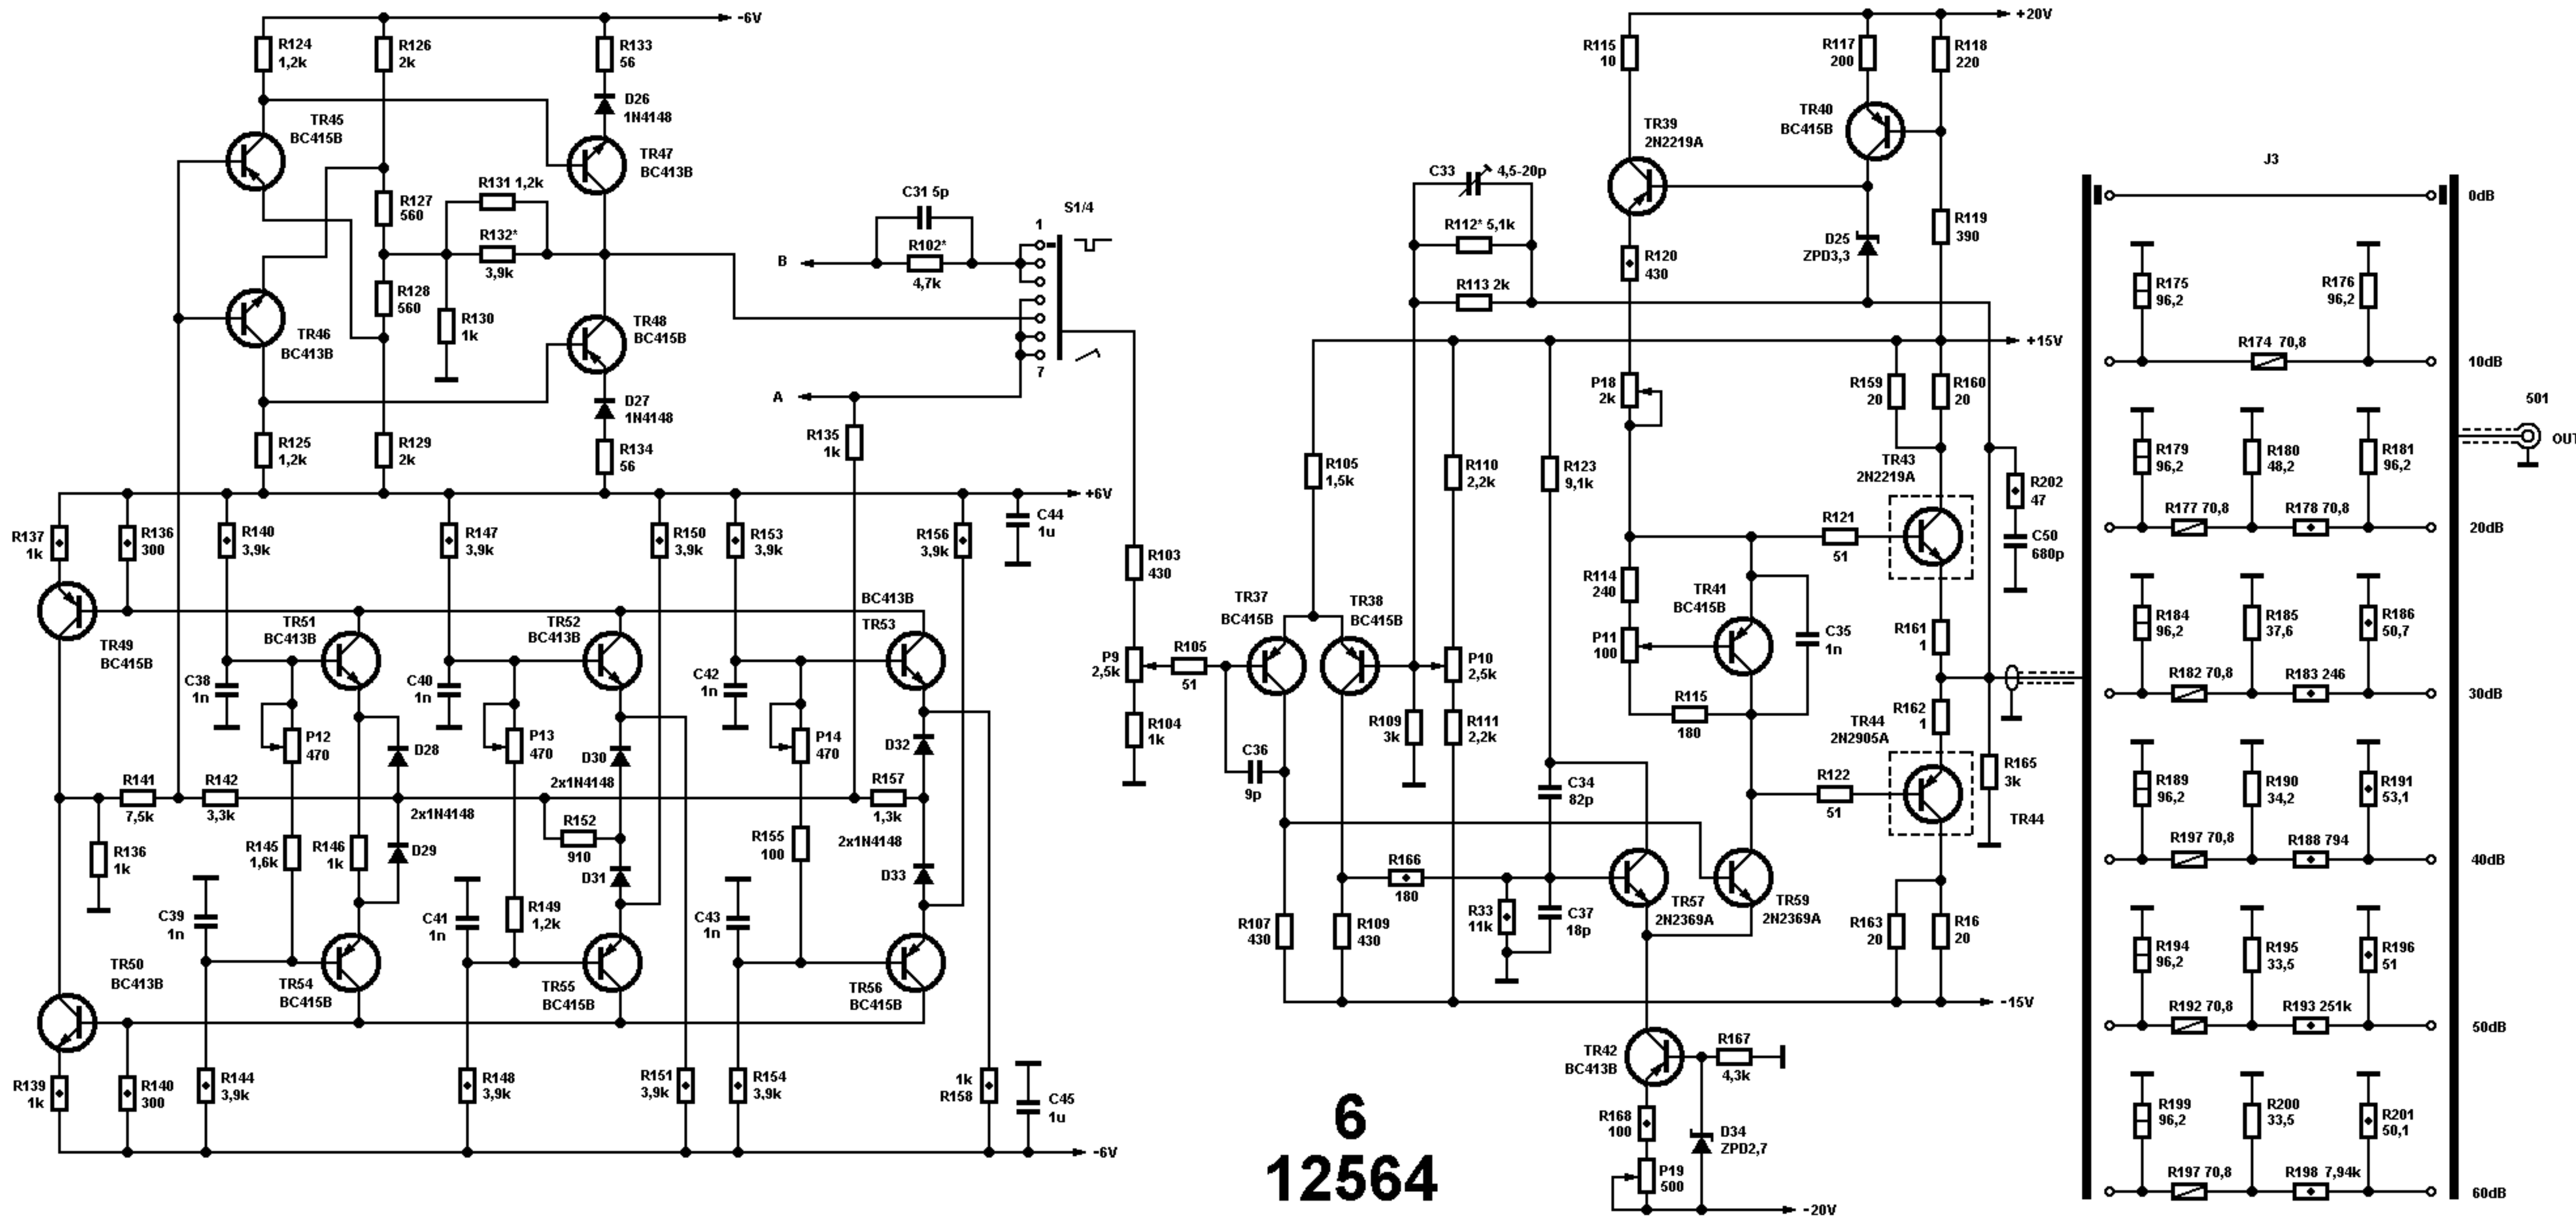 -6V
R124
1,2k
R126
2k
R133
56
D26
1N4148
TR45
BC415B
TR47
BC413B
R131 1,2k
R127
560
R132*
3,9k
R128
560
R130
1k
TR46
BC413B
TR48
BC415B
D27
1N4148
R125
1,2k
R129
2k
R134
56
C31 5p
R102*
4,7k
B
S1/4
1
7
A
R135
1k
+6V
R137
1k
R136
300
R140
3,9k
R147
3,9k
R150
3,9k
R153
3,9k
R156
3,9k
C44
1u
TR49
BC415B
TR51
BC413B
TR52
BC413B
BC413B
TR53
C38
1n
C40
1n
C42
1n
P12
470
D28
P13
470
D30
P14
470
D32
R141
7,5k
R142
3,3k
2x1N4148
2x1N4148
R157
1,3k
R136
1k
R145
1,6k
R146
1k
D29
R152
910
D31
R155
100
2x1N4148
D33
C39
1n
C41
1n
R149
1,2k
C43
1n
TR50
BC413B
TR54
BC415B
TR55
BC415B
TR56
BC415B
R139
1k
R140
300
R144
3,9k
R148
3,9k
R151
3,9k
R154
3,9k
1k
R158
C45
1u
-6V
R103
430
P9
2,5k
R104
1k
R105
51
TR37
BC415B
TR38
BC415B
C36
9p
R105
1,5k
R110
2,2k
R123
9,1k
P10
2,5k
R109
3k
R111
2,2k
C34
82p
R107
430
R109
430
R166
180
R33
11k
C37
18p
TR57
2N2369A
TR59
2N2369A
+20V
R115
10
R117
200
R118
220
TR39
2N2219A
TR40
BC415B
C33
4,5-20p
R112* 5,1k
R113 2k
R120
430
D25
ZPD3,3
R119
390
+15V
P18
2k
R159
20
R160
20
TR43
2N2219A
R121
51
R202
47
C50
680p
R114
240
TR41
BC415B
P11
100
C35
1n
R115
180
R161
1
R162
1
TR44
2N2905A
R122
51
R165
3k
TR44
R163
20
R16
20
-15V
TR42
BC413B
R167
4,3k
R168
100
D34
ZPD2,7
P19
500
-20V
6
12564
J3
0dB
R175
96,2
R176
96,2
R174 70,8
10dB
R179
96,2
R180
48,2
R181
96,2
R177 70,8
R178 70,8
20dB
501
OUT
R184
96,2
R185
37,6
R186
50,7
R182 70,8
R183 246
30dB
R189
96,2
R190
34,2
R191
53,1
R197 70,8
R188 794
40dB
R194
96,2
R195
33,5
R196
51
R192 70,8
R193 251k
50dB
R199
96,2
R200
33,5
R201
50,1
R197 70,8
R198 7,94k
60dB